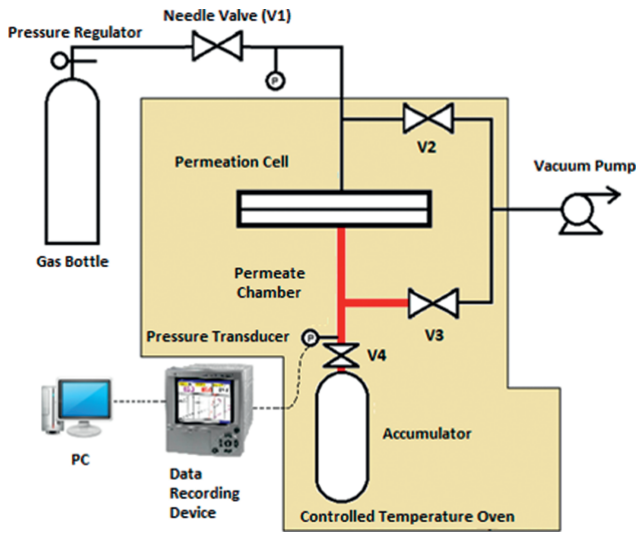 Needle Valve (V1)
Pressure Regulator
P
V2
Permeation Cell
Vacuum Pump
Gas Bottle
Permeate
Chamber
V3
Pressure Transducer
P
V4
Accumulator
PC
Data
Recording
Device
Controlled Temperature Oven